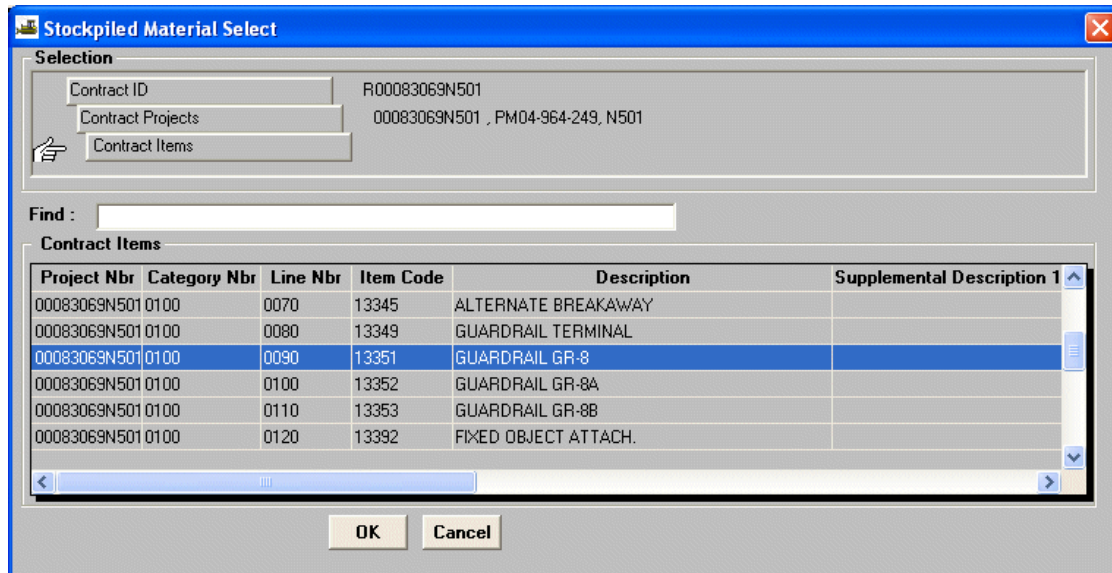 Stockpiled Material Select
Selection
Contract ID R00083069N501
Contract Projects 00083069N501 , PM04-964-249, N501
Contract Items
Find :
Contract Items
Project Nbr Category Nbr Line Nbr Item Code Description Supplemental Description 1
00083069N501 0100 0070 13345 ALTERNATE BREAKAWAY
00083069N501 0100 0080 13349 GUARDRAIL TERMINAL
00083069N501 0100 0090 13351 GUARDRAIL GR-8
00083069N501 0100 0100 13352 GUARDRAIL GR-8A
00083069N501 0100 0110 13353 GUARDRAIL GR-8B
00083069N501 0100 0120 13392 FIXED OBJECT ATTACH.
OK Cancel